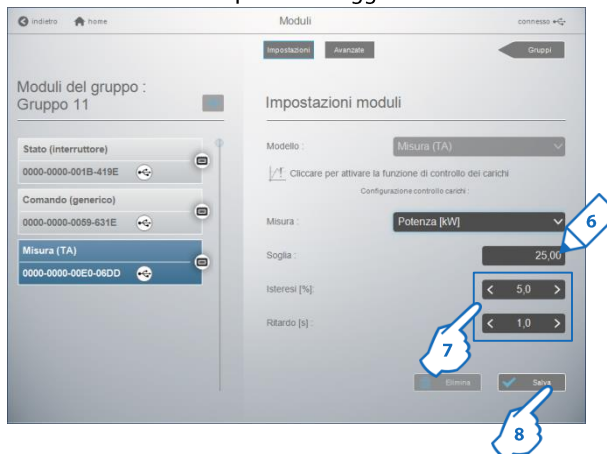 indietro home Moduli connesso
Impostazioni Avanzate Gruppi
Moduli del gruppo :
Gruppo 11
Impostazioni moduli
Stato (interruttore)
0000-0000-001B-419E
Comando (generico)
0000-0000-0059-631E
Misura (TA)
0000-0000-00E0-06DD
Modello : Misura (TA)
Cliccare per attivare la funzione di controllo dei carichi
Configurazione controllo carichi :
Misura : Potenza [kW]
6
Soglia : 25,00
Isteresi [%]: < 5,0 >
Ritardo [s] : < 1,0 >
7
Elimina Salva
8